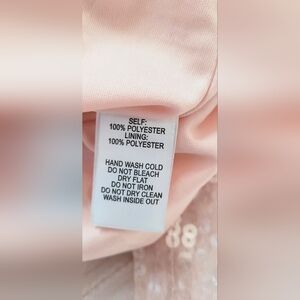 SELF:
100% POLYESTER
LINING:
100% POLYESTER
HAND WASH COLD
DO NOT BLEACH
DRY FLAT
DO NOT IRON
DO NOT DRY CLEAN
WASH INSIDE OUT